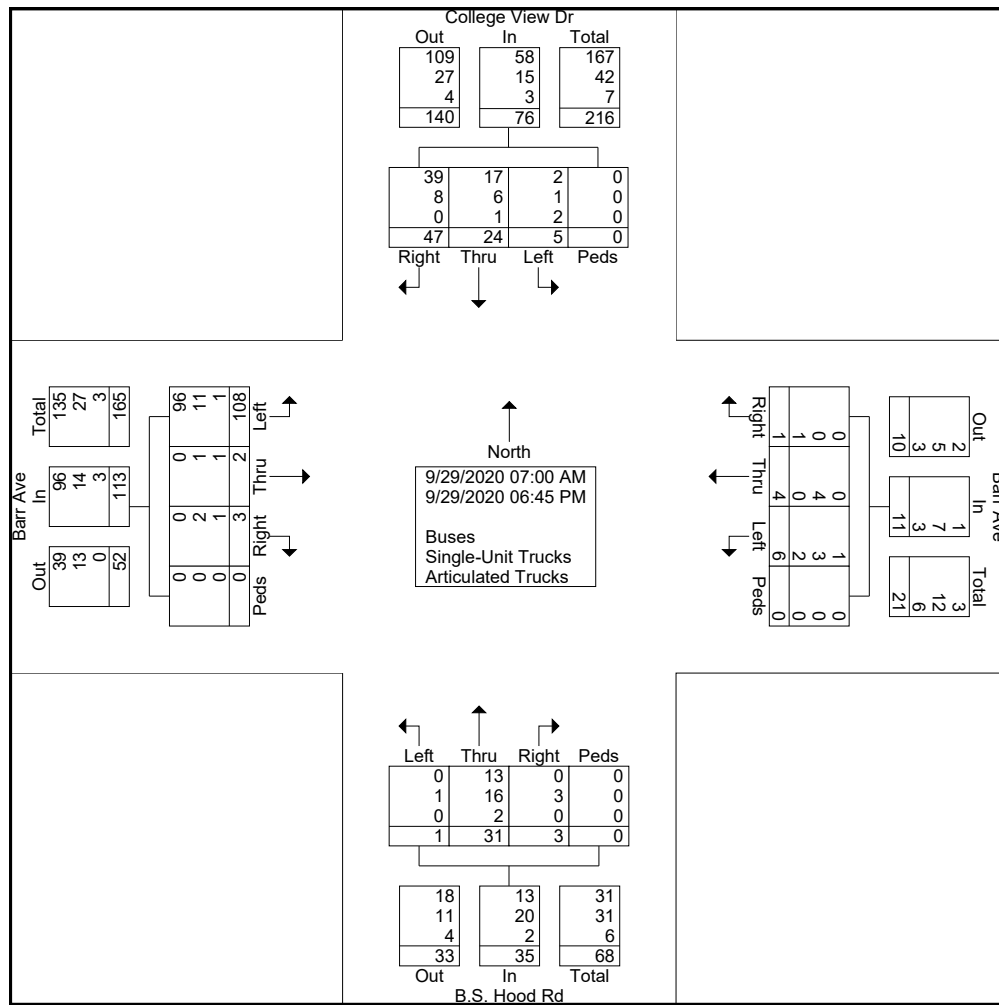 College View Dr
Out In Total
109 58 167
27 15 42
4 3 7
140 76 216
39 17 2 0
8 6 1 0
0 1 2 0
47 24 5 0
Right Thru Left Peds
Barr Ave
Out In Total
39 96 135
13 14 27
0 3 3
52 113 165
0 0 0 96
0 2 1 11
0 1 1 1
0 3 2 108
Peds Right Thru Left
North
9/29/2020 07:00 AM
9/29/2020 06:45 PM
Buses
Single-Unit Trucks
Articulated Trucks
Barr Ave
Out In Total
2 1 3
5 7 12
3 3 6
10 11 21
0 0 1 0
0 4 3 0
1 0 2 0
1 4 6 0
Right Thru Left Peds
Left Thru Right Peds
0 13 0 0
1 16 3 0
0 2 0 0
1 31 3 0
18 13 31
11 20 31
4 2 6
33 35 68
Out In Total
B.S. Hood Rd